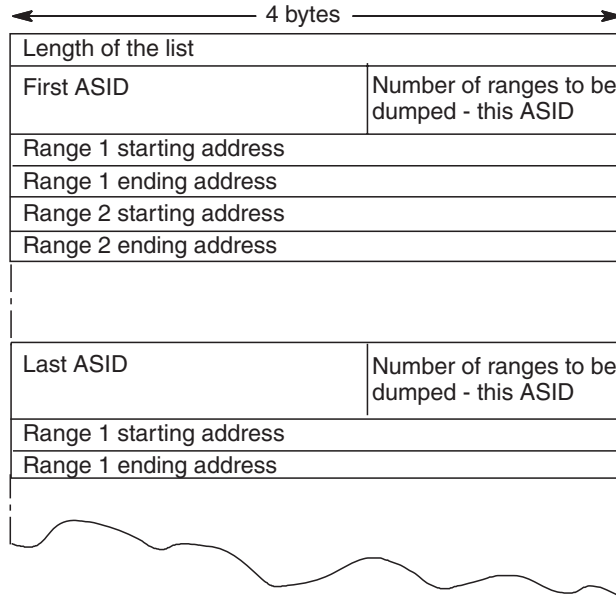 4 bytes
Length of the list
First ASID
Number of ranges to be
dumped - this ASID
Range 1 starting address
Range 1 ending address
Range 2 starting address
Range 2 ending address
Last ASID
Number of ranges to be
dumped - this ASID
Range 1 starting address
Range 1 ending address